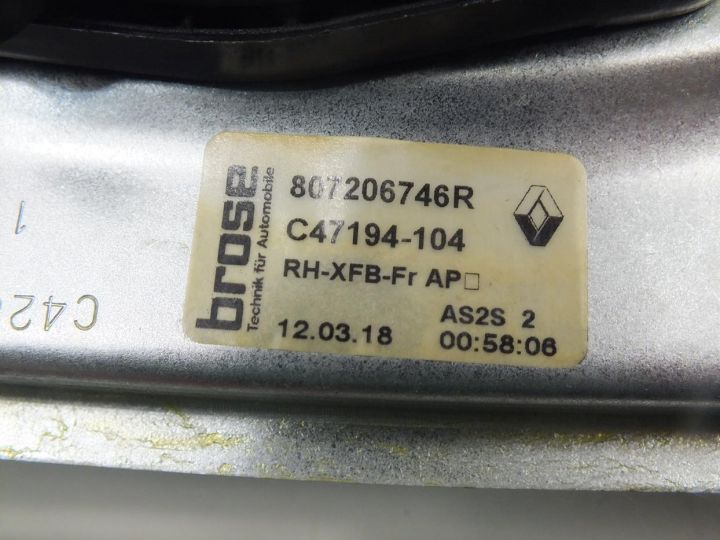 brose
Technik für Automobile
807206746R
C47194-104
RH-XFB-Fr AP□
12.03.18
AS2S 2
00:58:06
1